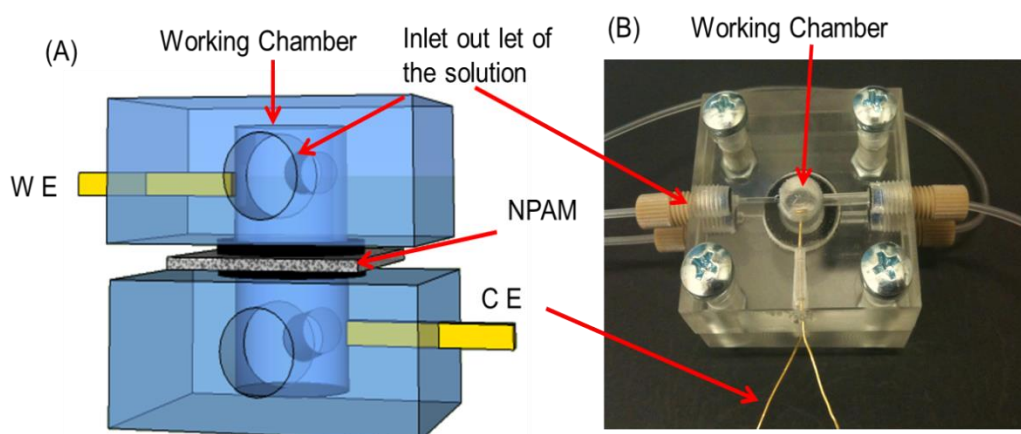 (A)
Working Chamber
Inlet out let of
the solution
(B)
Working Chamber
W E
NPAM
C E